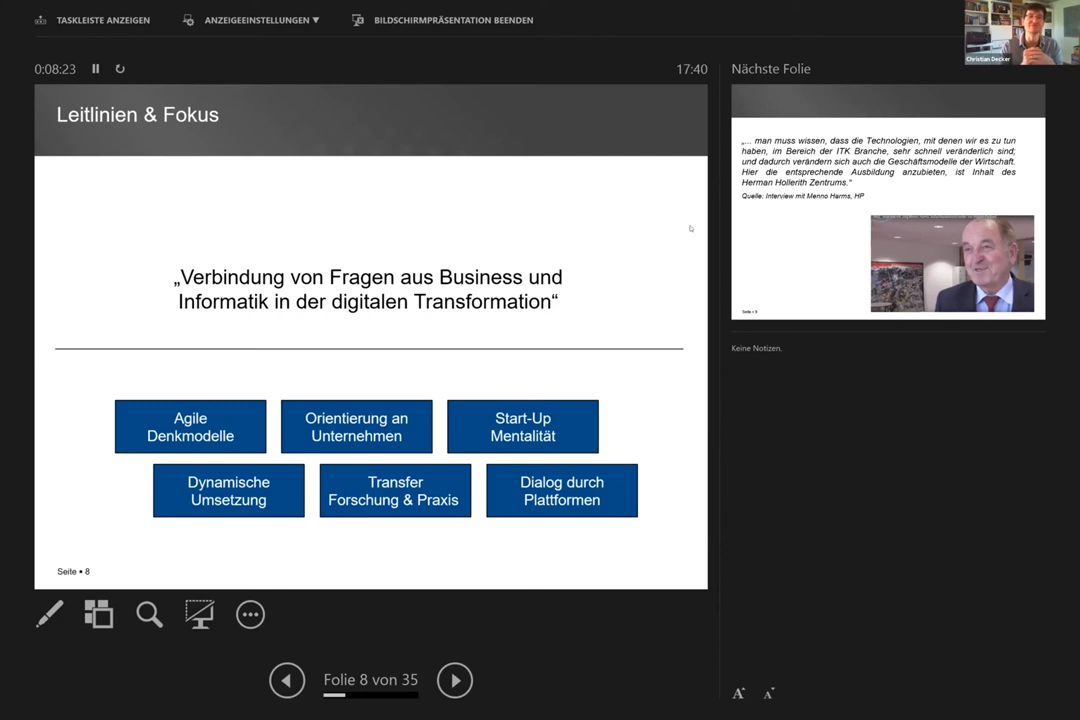 TASKLEISTE ANZEIGEN
ANZEIGEEINSTELLUNGEN ▼
BILDSCHIRMPRÄSENTATION BEENDEN
Christian Decker
0:08:23
17:40
Nächste Folie
Leitlinien & Fokus
„Verbindung von Fragen aus Business und
Informatik in der digitalen Transformation“
Agile
Denkmodelle
Orientierung an
Unternehmen
Start-Up
Mentalität
Dynamische
Umsetzung
Transfer
Forschung & Praxis
Dialog durch
Plattformen
Seite ▪ 8
„... man muss wissen, dass die Technologien, mit denen wir es zu tun
haben, im Bereich der ITK Branche, sehr schnell veränderlich sind;
und dadurch verändern sich auch die Geschäftsmodelle der Wirtschaft.
Hier die entsprechende Ausbildung anzubieten, ist Inhalt des
Herman Hollerith Zentrums.“
Quelle: Interview mit Menno Harms, HP
Seite ▪ 9
Keine Notizen.
Folie 8 von 35
A
A